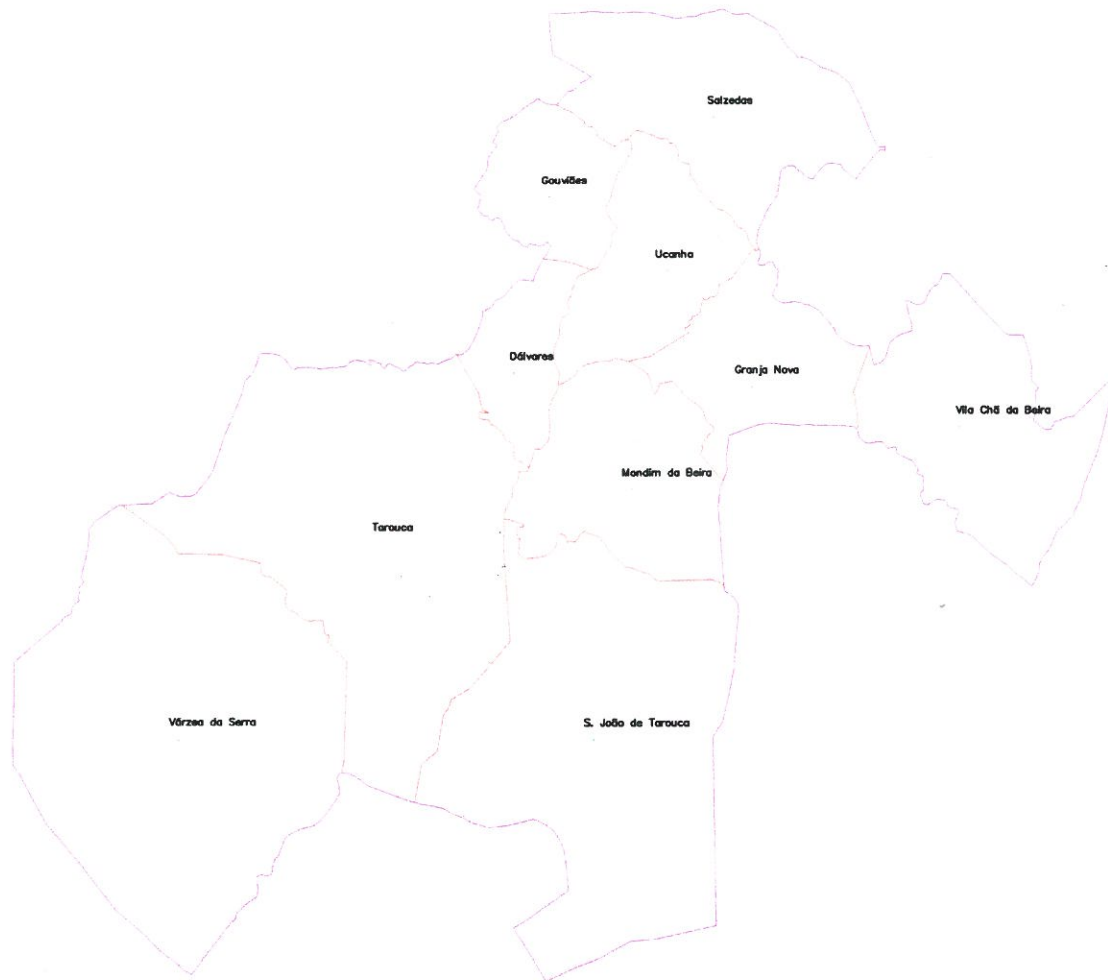 Salzedas
Gouviães
Ucanha
Dálvares
Granja Nova
Vila Chã da Beira
Mondim da Beira
Tarouca
Várzea da Serra
S. João de Tarouca